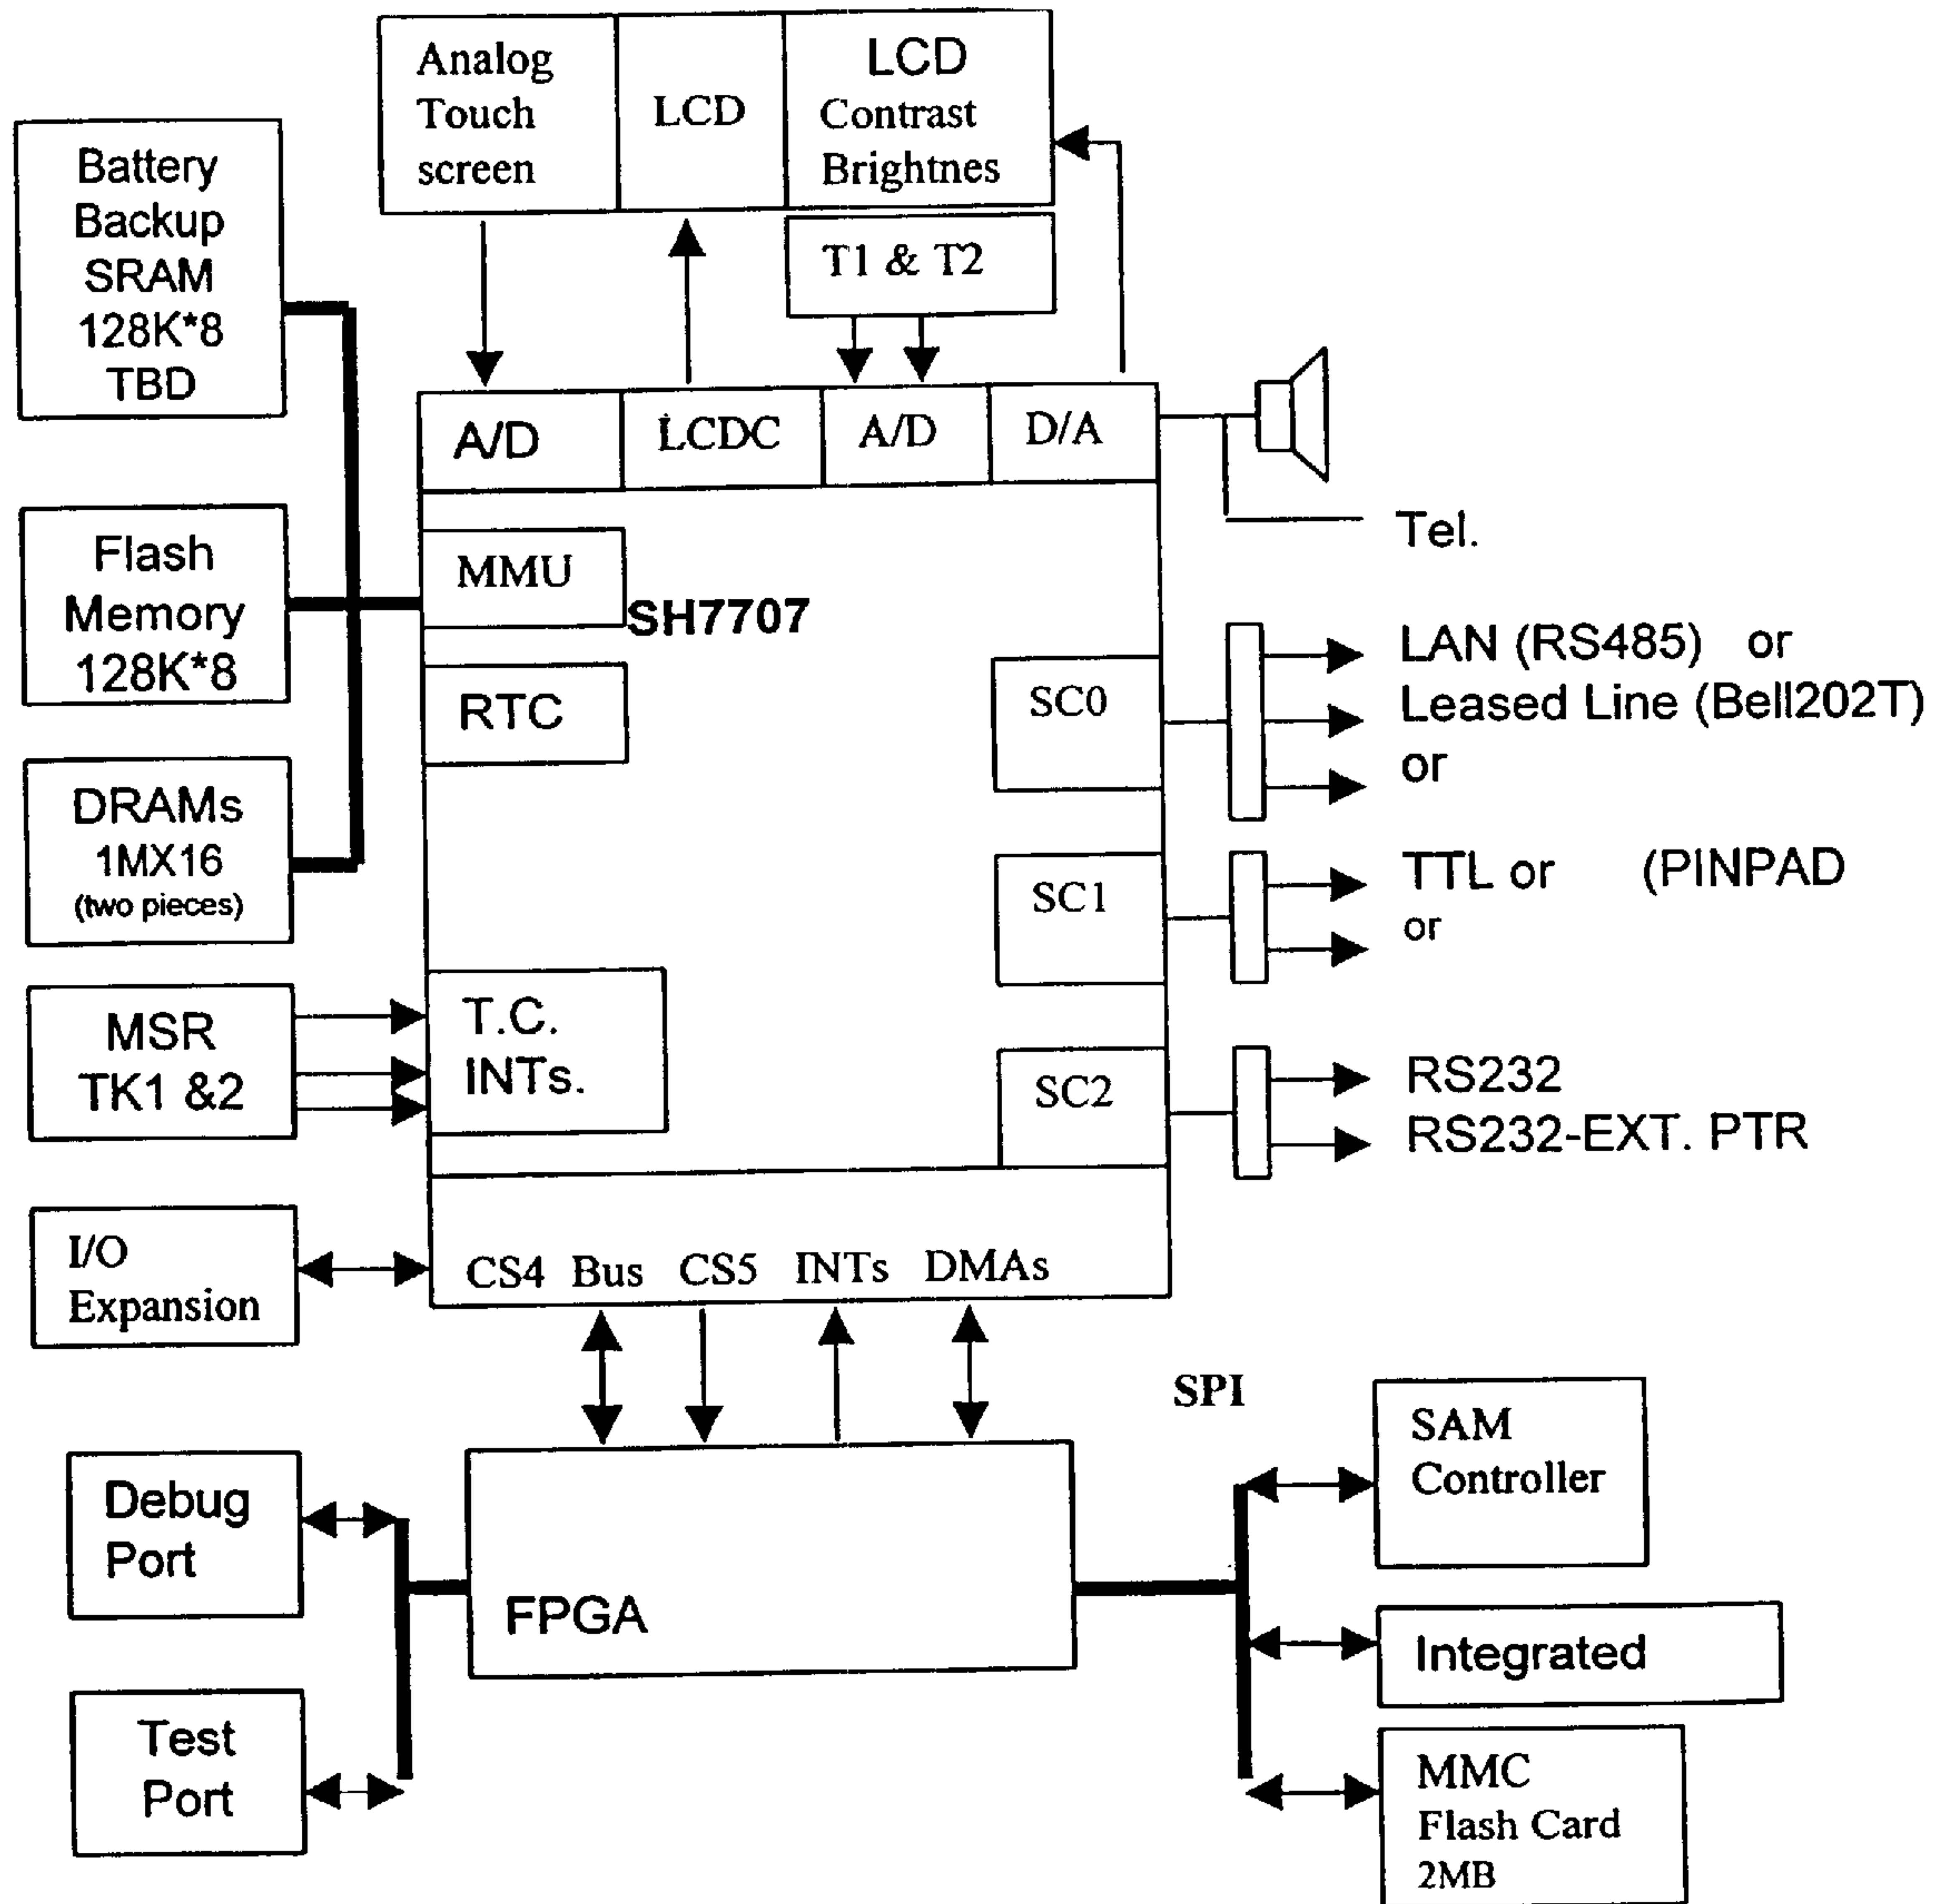 Analog
Touch
screen
LCD
LCD
Contrast
Brightnes
T1 & T2
Battery
Backup
SRAM
128K*8
TBD
A/D
LCDC
A/D
D/A
Tel.
Flash
Memory
128K*8
MMU
SH7707
RTC
SC0
LAN (RS485) or
Leased Line (Bell202T)
or
DRAMs
1MX16
(two pieces)
SC1
TTL or (PINPAD
or
MSR
TK1 &2
T.C.
INTs.
SC2
RS232
RS232-EXT. PTR
I/O
Expansion
CS4 Bus CS5 INTs DMAs
SPI
SAM
Controller
Debug
Port
FPGA
Integrated
Test
Port
MMC
Flash Card
2MB